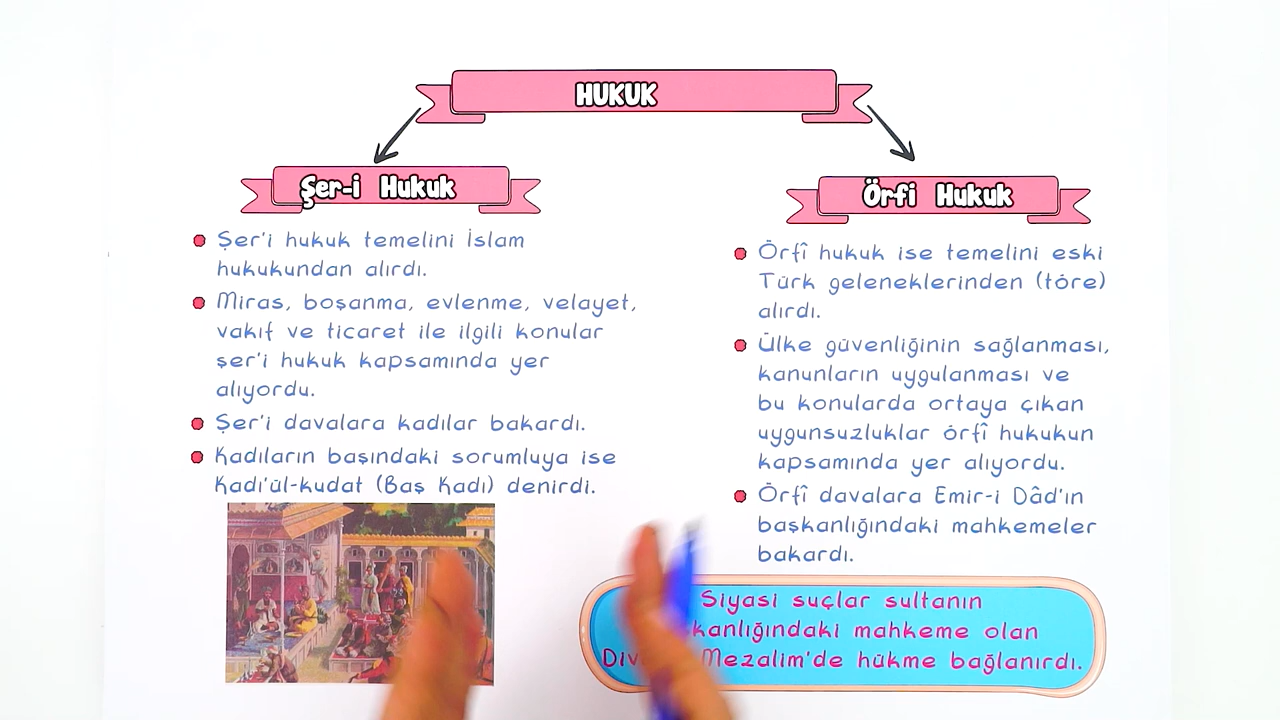 HUKUK
Şer-i Hukuk
Şer'i hukuk temelini İslam
hukukundan alırdı.
Miras, boşanma, evlenme, velayet,
vakıf ve ticaret ile ilgili konular
şer'i hukuk kapsamında yer
alıyordu.
Şer'i davalara kadılar bakardı.
Kadıların başındaki sorumluya ise
Kadı'ül-kudat (Baş Kadı) denirdi.
Örfi Hukuk
Örfî hukuk ise temelini eski
Türk geleneklerinden (töre)
alırdı.
Ülke güvenliğinin sağlanması,
kanunların uygulanması ve
bu konularda ortaya çıkan
uygunsuzluklar örfî hukukun
kapsamında yer alıyordu.
Örfî davalara Emir-i Dâd'ın
başkanlığındaki mahkemeler
bakardı.
Siyasi suçlar sultanın
mahkeme olan
Mezalim'de hükme bağlanırdı.